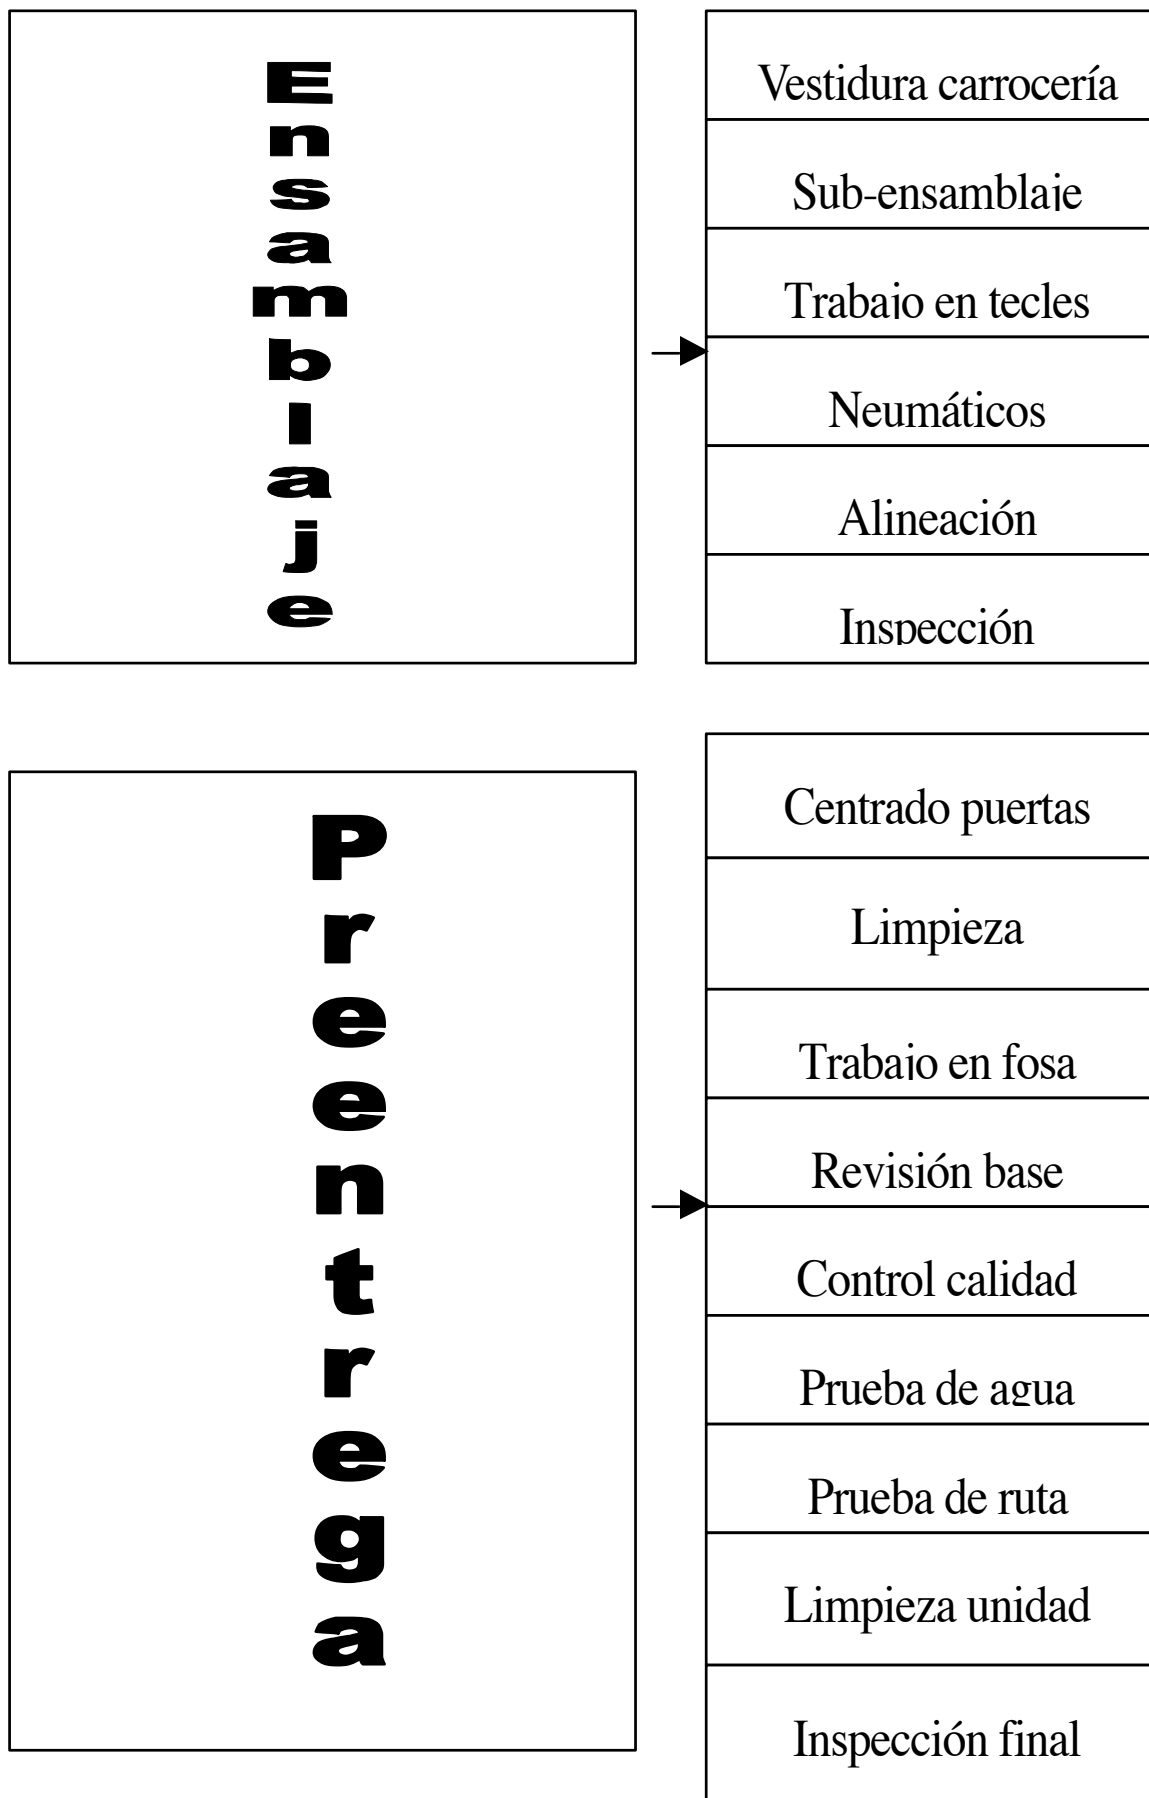 Ensamblaje
Vestidura carrocería
Sub-ensamblaje
Trabajo en tecles
Neumáticos
Alineación
Inspección
Preentrega
Centrado puertas
Limpieza
Trabajo en fosa
Revisión base
Control calidad
Prueba de agua
Prueba de ruta
Limpieza unidad
Inspección final